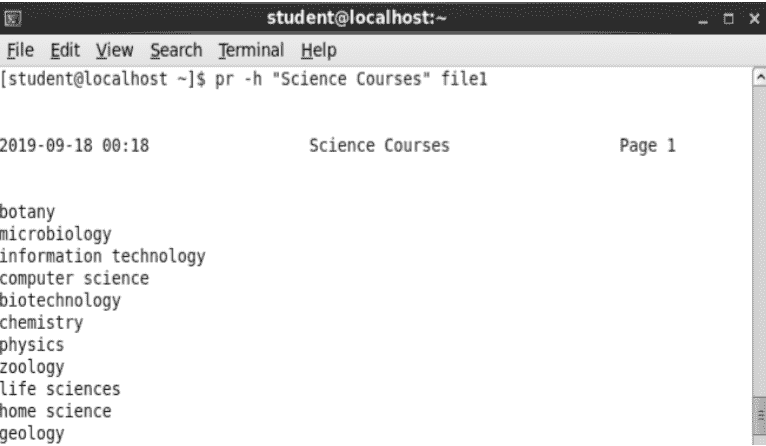 student@localhost:~
File Edit View Search Terminal Help
[student@localhost ~]$ pr -h "Science Courses" file1
2019-09-18 00:18 Science Courses Page 1
botany
microbiology
information technology
computer science
biotechnology
chemistry
physics
zoology
life sciences
home science
geology